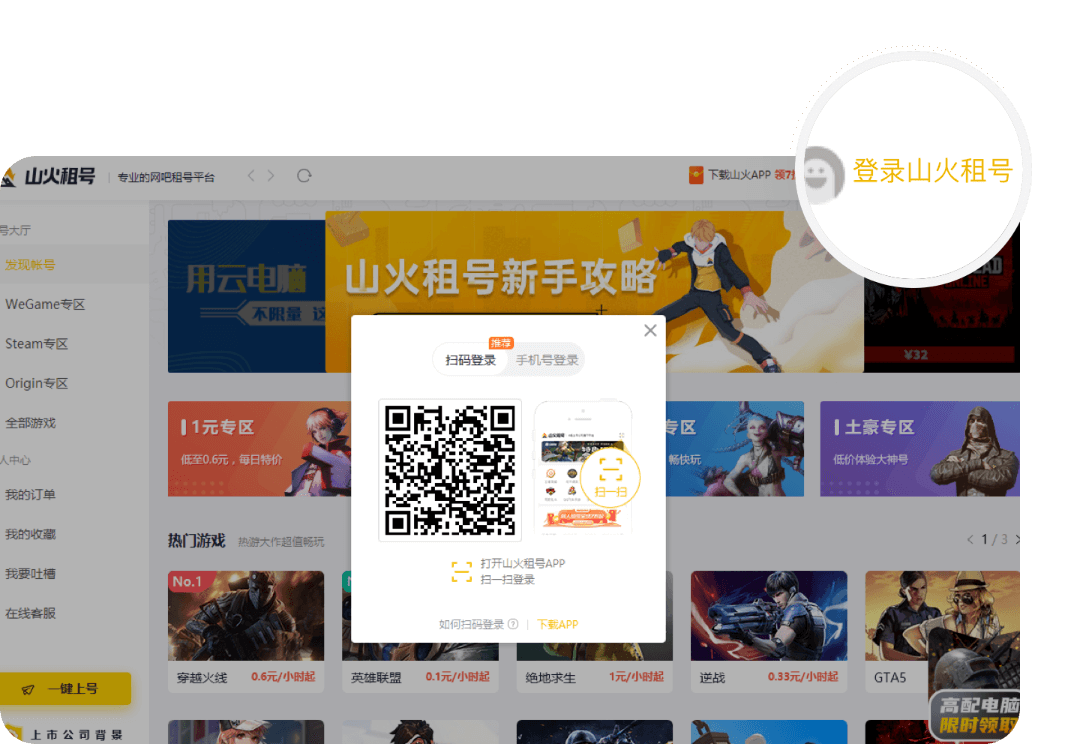 登录山火租号
山火租号
专业的网吧租号平台
下载山火APP 领7
号大厅
发现帐号
WeGame专区
Steam专区
Origin专区
全部游戏
人中心
我的订单
我的收藏
我要吐槽
在线客服
一键上号
上市公司背景
用云电脑
不限量 这
山火租号新手攻略
¥32
推荐
扫码登录
手机号登录
扫一扫
打开山火租号APP
扫一扫登录
如何扫码登录
下载APP
1元专区
低至0.6元，每日特价
专区
畅快玩
土豪专区
低价体验大神号
热门游戏 热游大作超值畅玩
1 / 3
No.1
穿越火线 0.6元/小时起
英雄联盟 0.1元/小时起
绝地求生 1元/小时起
逆战 0.33元/小时起
GTA5
高配电脑
限时领取